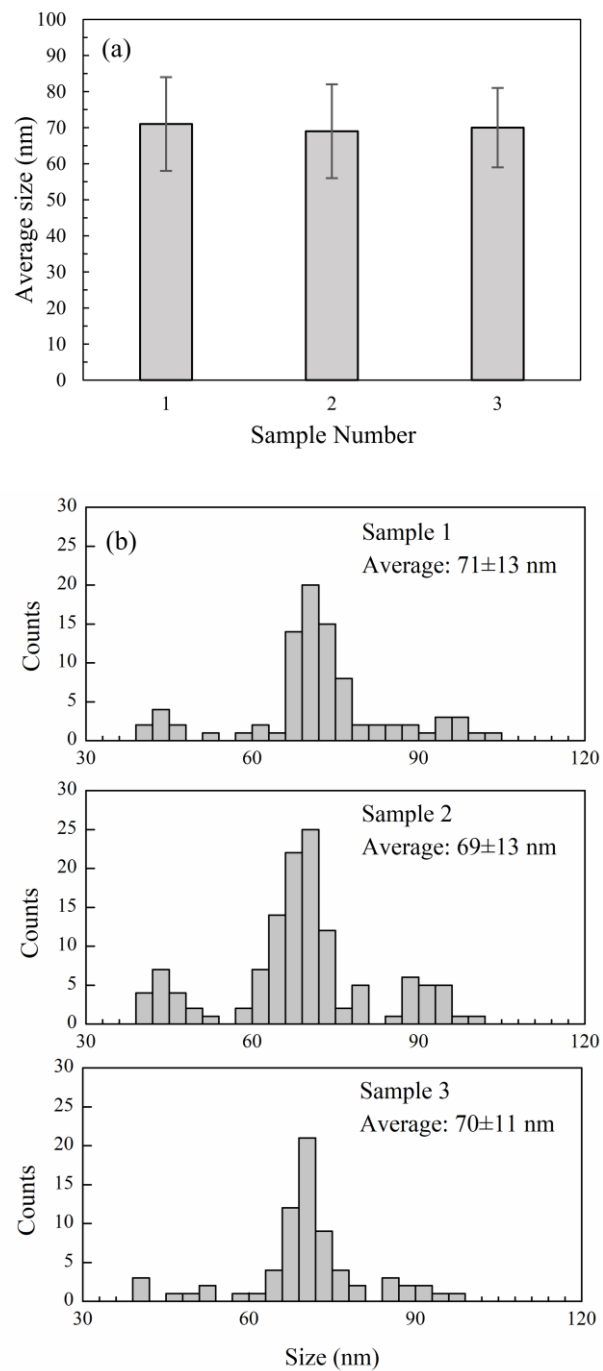 (a)
100
90
80
70
60
50
40
30
20
10
0
Average size (nm)
1 2 3
Sample Number
(b)
Sample 1
Average: 71±13 nm
30
25
20
15
10
5
0
Counts
30 60 90 120
Sample 2
Average: 69±13 nm
30
25
20
15
10
5
0
Counts
30 60 90 120
Sample 3
Average: 70±11 nm
30
25
20
15
10
5
0
Counts
30 60 90 120
Size (nm)